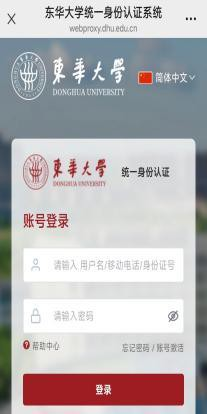 东华大学统一身份认证系统
webproxy.dhu.edu.cn
東華大學
DONGHUA UNIVERSITY
简体中文
東華大學
DONGHUA UNIVERSITY
统一身份认证
账号登录
请输入用户名/移动电话/身份证号
请输入密码
帮助中心
忘记密码 / 账号激活
登录